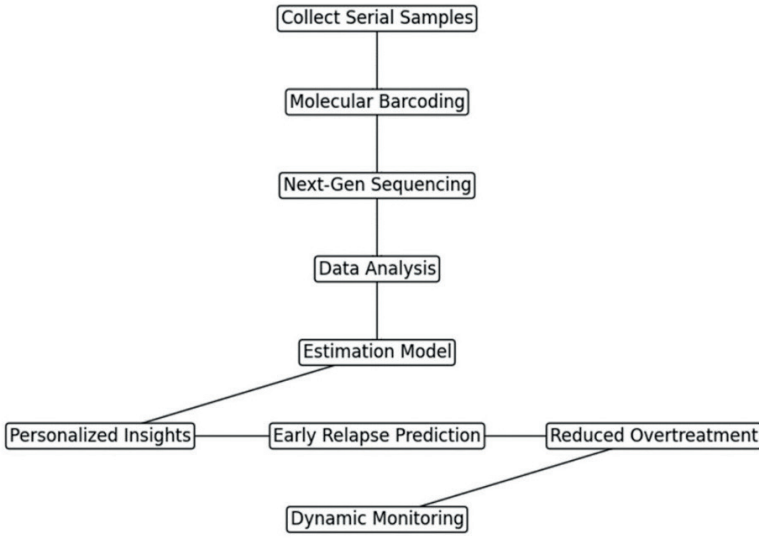 Collect Serial Samples
Molecular Barcoding
Next-Gen Sequencing
Data Analysis
Estimation Model
Personalized Insights
Early Relapse Prediction
Reduced Overtreatment
Dynamic Monitoring